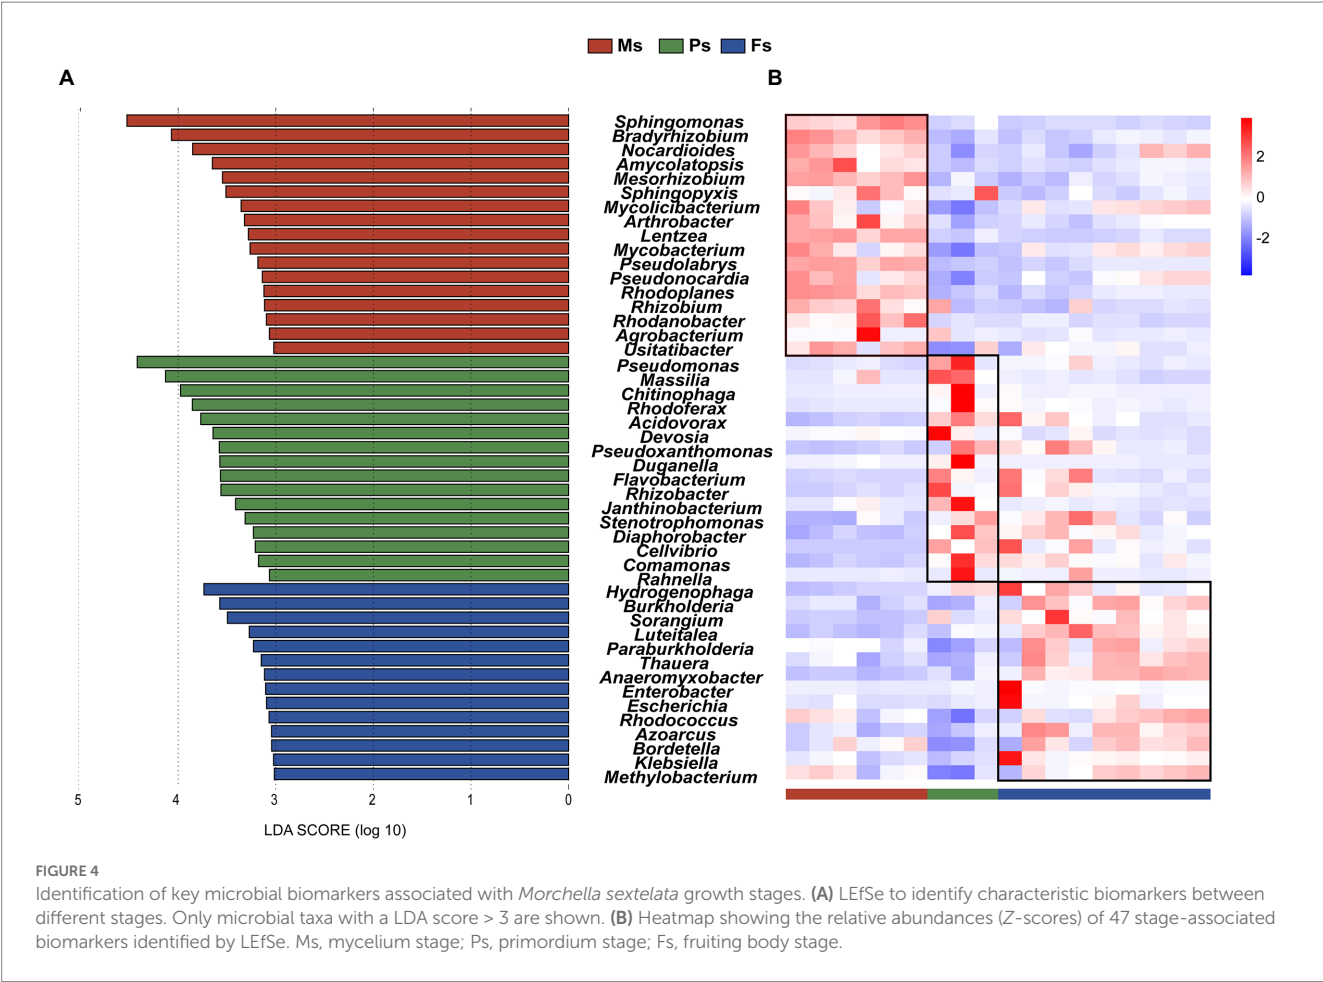 Ms Ps Fs
A
B
Sphingomonas
Bradyrhizobium
Nocardioides
Amycolatopsis
Mesorhizobium
Sphingopyxis
Mycolicibacterium
Arthrobacter
Lentzea
Mycobacterium
Pseudolabrys
Pseudonocardia
Rhodoplanes
Rhizobium
Rhodanobacter
Agrobacterium
Usitatibacter
Pseudomonas
Massilia
Chitinophaga
Rhodoferax
Acidovorax
Devosia
Pseudoxanthomonas
Duganella
Flavobacterium
Rhizobacter
Janthinobacterium
Stenotrophomonas
Diaphorobacter
Cellvibrio
Comamonas
Rahnella
Hydrogenophaga
Burkholderia
Sorangium
Luteitalea
Paraburkholderia
Thauera
Anaeromyxobacter
Enterobacter
Escherichia
Rhodococcus
Azoarcus
Bordetella
Klebsiella
Methylobacterium
2
0
-2
5 4 3 2 1 0
LDA SCORE (log 10)
FIGURE 4
Identification of key microbial biomarkers associated with Morchella sextelata growth stages. (A) LEfSe to identify characteristic biomarkers between
different stages. Only microbial taxa with a LDA score > 3 are shown. (B) Heatmap showing the relative abundances (Z-scores) of 47 stage-associated
biomarkers identified by LEfSe. Ms, mycelium stage; Ps, primordium stage; Fs, fruiting body stage.